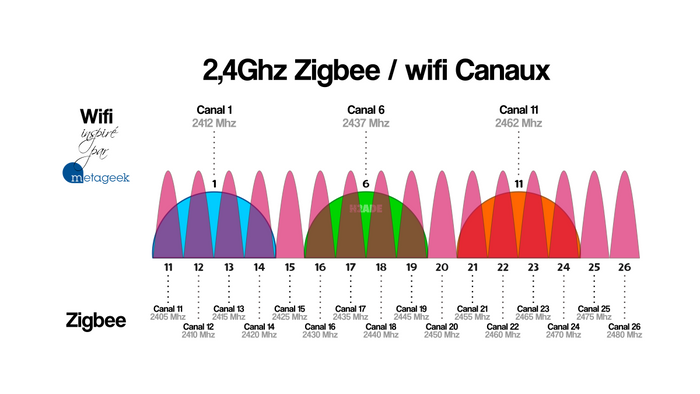 2,4Ghz Zigbee / wifi Canaux
Wifi
inspiré
par
metageek
Canal 1
2412 Mhz
Canal 6
2437 Mhz
Canal 11
2462 Mhz
1
6
11
11 12 13 14 15 16 17 18 19 20 21 22 23 24 25 26
Zigbee
Canal 11
2405 Mhz
Canal 12
2410 Mhz
Canal 13
2415 Mhz
Canal 14
2420 Mhz
Canal 15
2425 Mhz
Canal 16
2430 Mhz
Canal 17
2435 Mhz
Canal 18
2440 Mhz
Canal 19
2445 Mhz
Canal 20
2450 Mhz
Canal 21
2455 Mhz
Canal 22
2460 Mhz
Canal 23
2465 Mhz
Canal 24
2470 Mhz
Canal 25
2475 Mhz
Canal 26
2480 Mhz